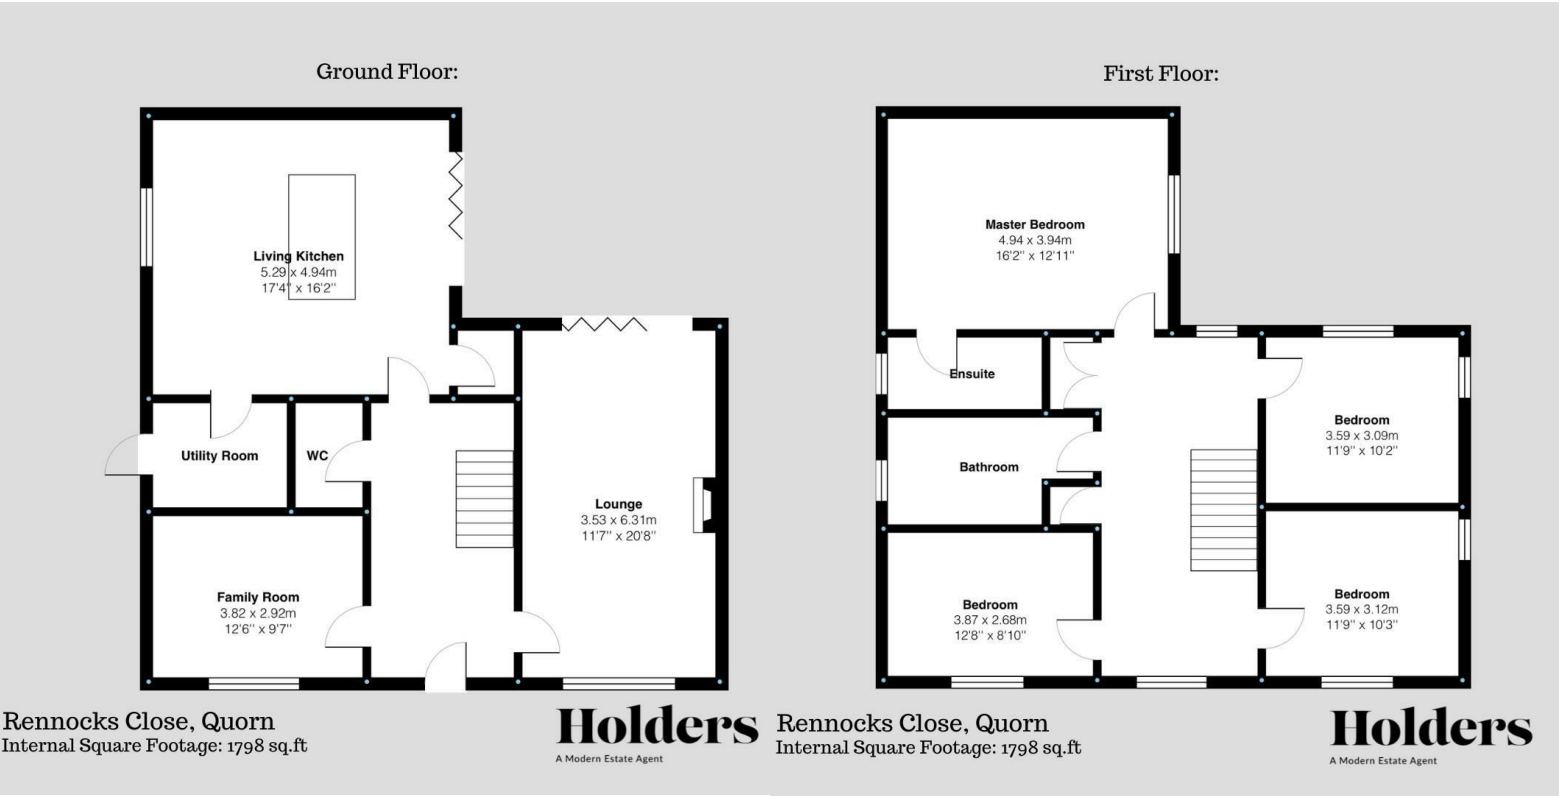 Ground Floor:
Living Kitchen
5.29 x 4.94m
17'4" x 16'2"
Utility Room
WC
Lounge
3.53 x 6.31m
11'7" x 20'8"
Family Room
3.82 x 2.92m
12'6" x 9'7"
Rennocks Close, Quorn
Internal Square Footage: 1798 sq.ft
Holders
A Modern Estate Agent
First Floor:
Master Bedroom
4.94 x 3.94m
16'2" x 12'11"
Ensuite
Bedroom
3.59 x 3.09m
11'9" x 10'2"
Bathroom
Bedroom
3.87 x 2.68m
12'8" x 8'10"
Bedroom
3.59 x 3.12m
11'9" x 10'3"
Rennocks Close, Quorn
Internal Square Footage: 1798 sq.ft
Holders
A Modern Estate Agent